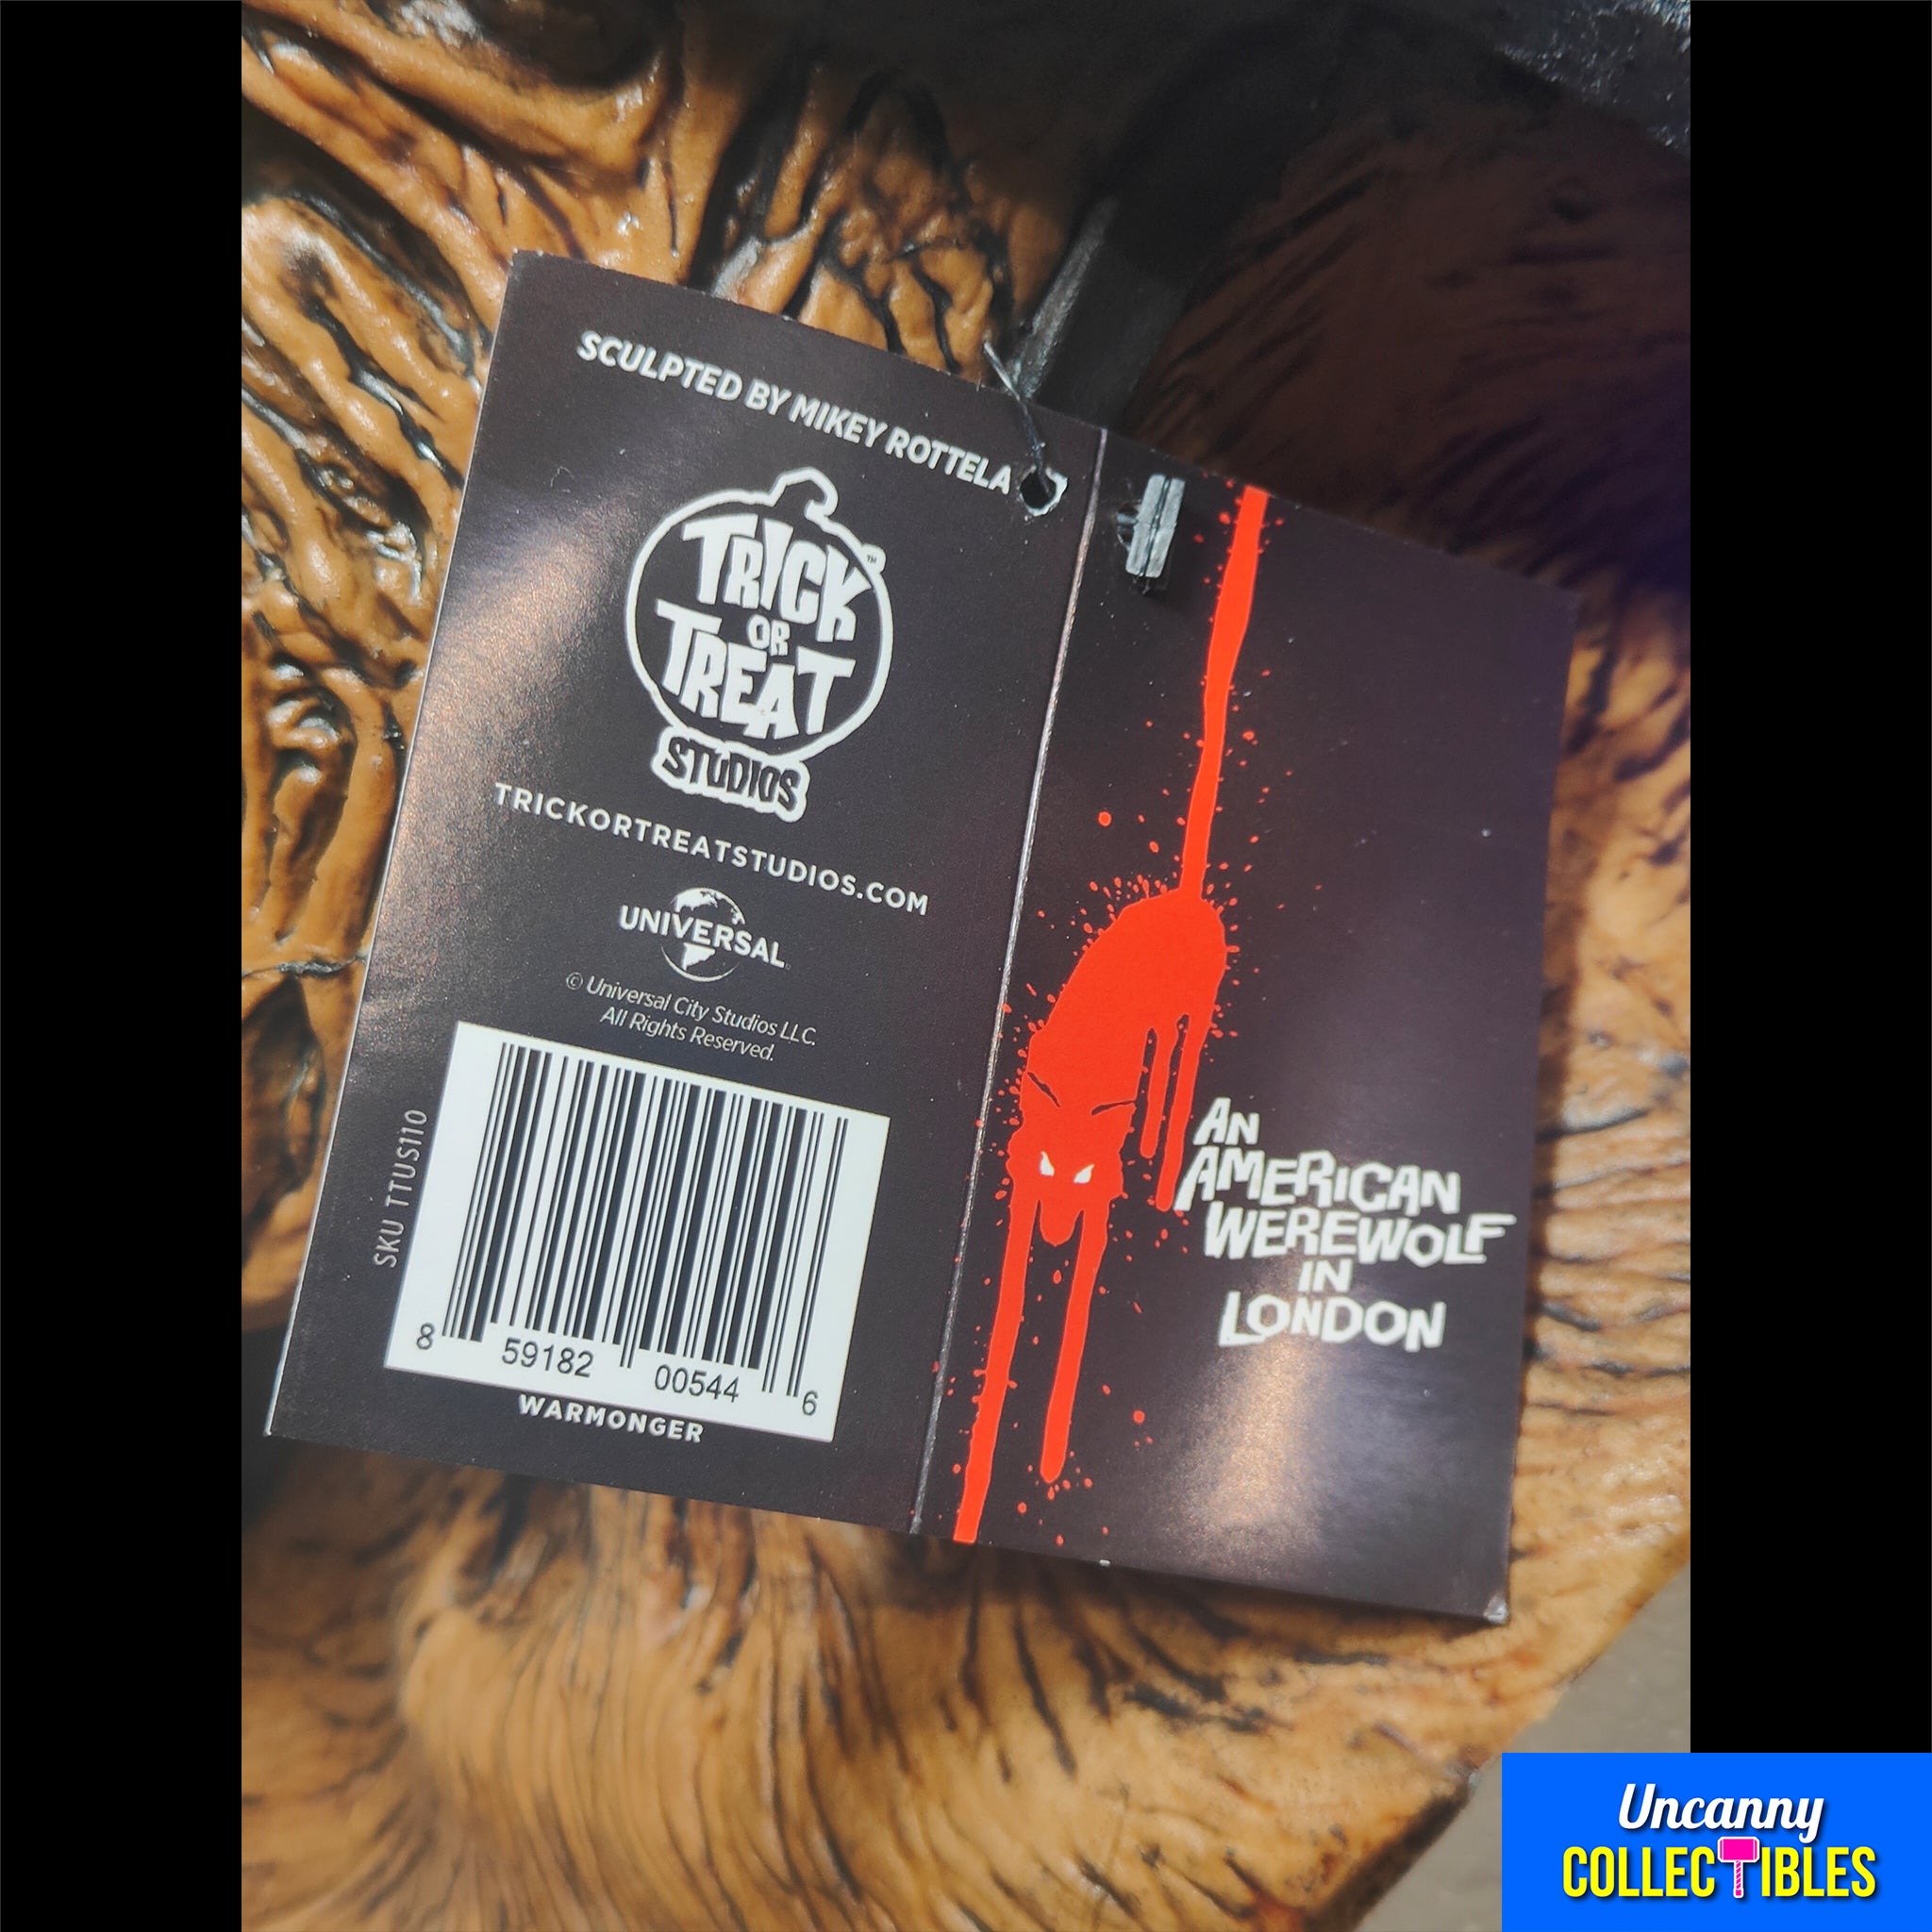 SCULPTED BY MIKEY ROTTELA
TRICK
OR
TREAT
™
STUDIOS
TRICKORTREATSTUDIOS.COM
UNIVERSAL
© Universal City Studios LLC.
All Rights Reserved.
SKU TTUS110
8 59182 00544 6
WARMONGER
AN
AMERICAN
WEREWOLF
IN
LONDON
Uncanny
COLLECTIBLES